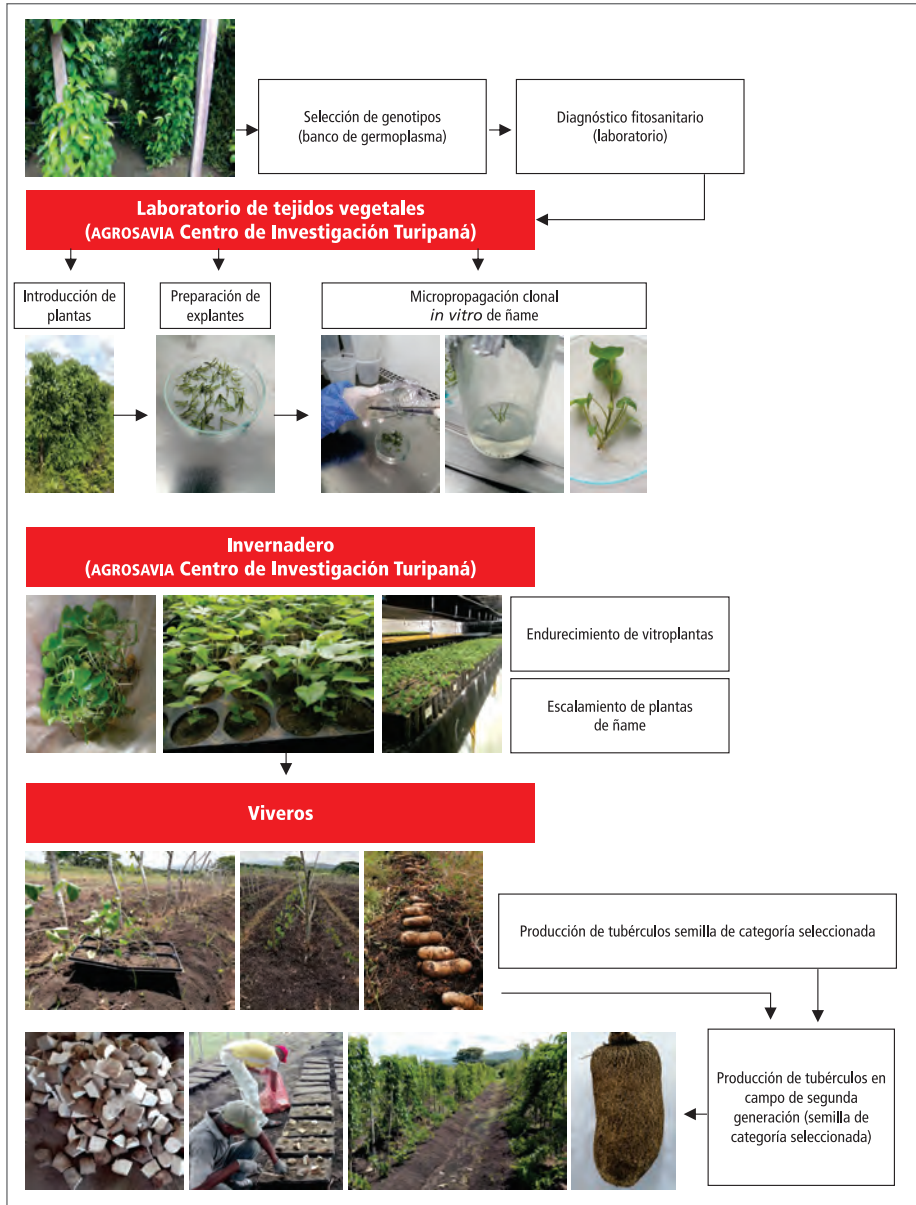 Selección de genotipos
(banco de germoplasma)
Diagnóstico fitosanitario
(laboratorio)
Laboratorio de tejidos vegetales
(AGROSAVIA Centro de Investigación Turipaná)
Introducción de
plantas
Preparación de
explantes
Micropropagación clonal
in vitro de ñame
Invernadero
(AGROSAVIA Centro de Investigación Turipaná)
Endurecimiento de vitroplantas
Escalamiento de plantas
de ñame
Viveros
Producción de tubérculos semilla de categoría seleccionada
Producción de tubérculos en
campo de segunda
generación (semilla de
categoría seleccionada)